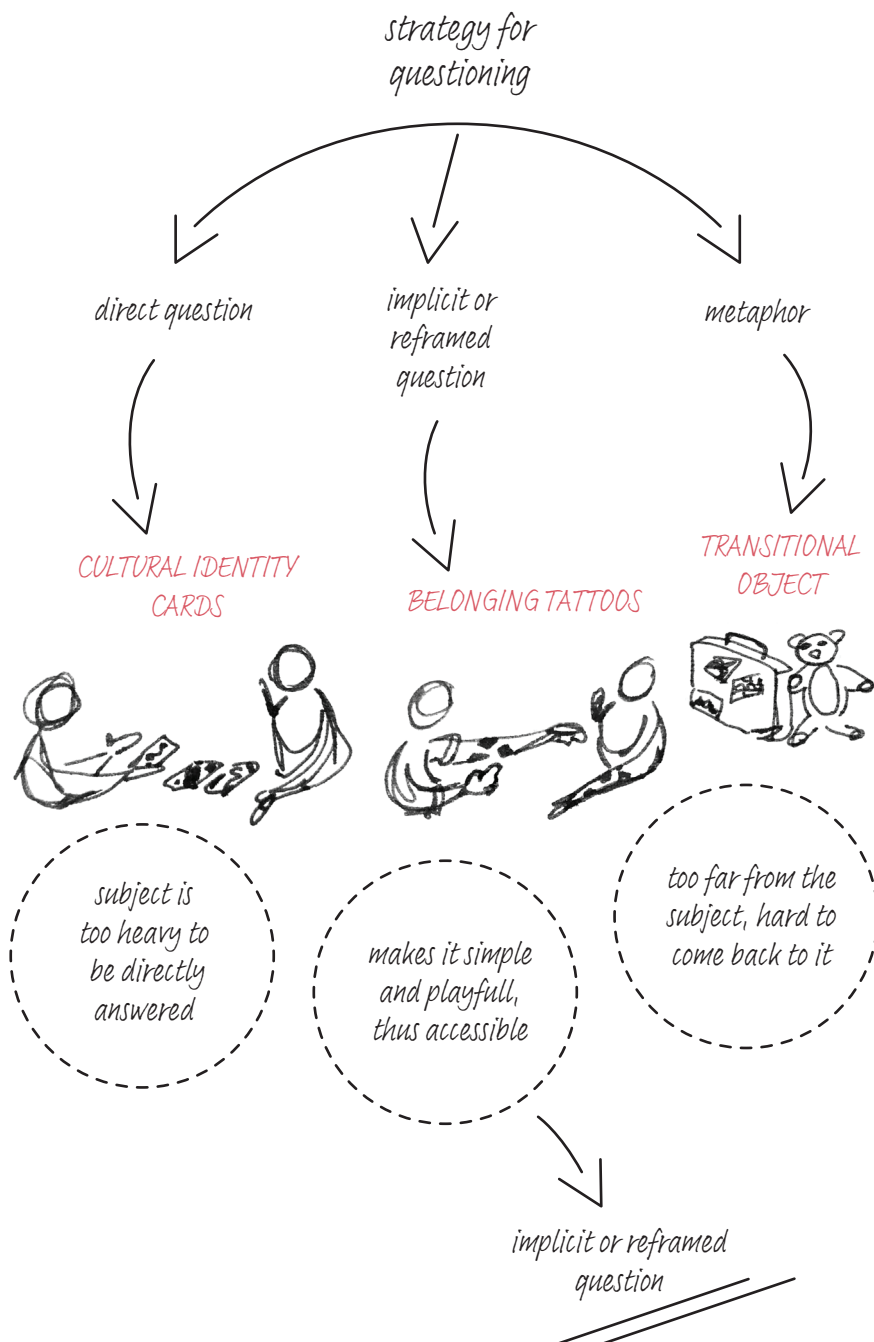 strategy for
questioning
direct question
implicit or
reframed
question
metaphor
CULTURAL IDENTITY
CARDS
BELONGING TATTOOS
TRANSITIONAL
OBJECT
subject is
too heavy to
be directly
answered
makes it simple
and playfull,
thus accessible
too far from the
subject, hard to
come back to it
implicit or reframed
question